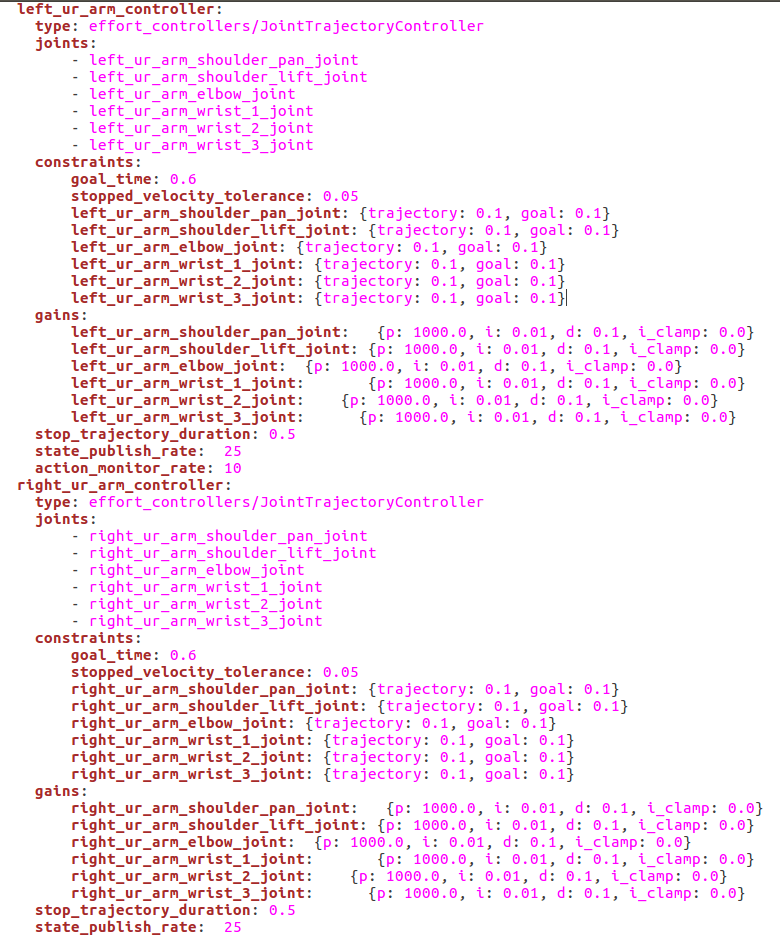 left_ur_arm_controller:
  type: effort_controllers/JointTrajectoryController
  joints:
      - left_ur_arm_shoulder_pan_joint
      - left_ur_arm_shoulder_lift_joint
      - left_ur_arm_elbow_joint
      - left_ur_arm_wrist_1_joint
      - left_ur_arm_wrist_2_joint
      - left_ur_arm_wrist_3_joint
  constraints:
      goal_time: 0.6
      stopped_velocity_tolerance: 0.05
      left_ur_arm_shoulder_pan_joint: {trajectory: 0.1, goal: 0.1}
      left_ur_arm_shoulder_lift_joint: {trajectory: 0.1, goal: 0.1}
      left_ur_arm_elbow_joint: {trajectory: 0.1, goal: 0.1}
      left_ur_arm_wrist_1_joint: {trajectory: 0.1, goal: 0.1}
      left_ur_arm_wrist_2_joint: {trajectory: 0.1, goal: 0.1}
      left_ur_arm_wrist_3_joint: {trajectory: 0.1, goal: 0.1}
  gains:
      left_ur_arm_shoulder_pan_joint:   {p: 1000.0, i: 0.01, d: 0.1, i_clamp: 0.0}
      left_ur_arm_shoulder_lift_joint: {p: 1000.0, i: 0.01, d: 0.1, i_clamp: 0.0}
      left_ur_arm_elbow_joint:  {p: 1000.0, i: 0.01, d: 0.1, i_clamp: 0.0}
      left_ur_arm_wrist_1_joint:       {p: 1000.0, i: 0.01, d: 0.1, i_clamp: 0.0}
      left_ur_arm_wrist_2_joint:    {p: 1000.0, i: 0.01, d: 0.1, i_clamp: 0.0}
      left_ur_arm_wrist_3_joint:      {p: 1000.0, i: 0.01, d: 0.1, i_clamp: 0.0}
  stop_trajectory_duration: 0.5
  state_publish_rate:  25
  action_monitor_rate: 10
right_ur_arm_controller:
  type: effort_controllers/JointTrajectoryController
  joints:
      - right_ur_arm_shoulder_pan_joint
      - right_ur_arm_shoulder_lift_joint
      - right_ur_arm_elbow_joint
      - right_ur_arm_wrist_1_joint
      - right_ur_arm_wrist_2_joint
      - right_ur_arm_wrist_3_joint
  constraints:
      goal_time: 0.6
      stopped_velocity_tolerance: 0.05
      right_ur_arm_shoulder_pan_joint: {trajectory: 0.1, goal: 0.1}
      right_ur_arm_shoulder_lift_joint: {trajectory: 0.1, goal: 0.1}
      right_ur_arm_elbow_joint: {trajectory: 0.1, goal: 0.1}
      right_ur_arm_wrist_1_joint: {trajectory: 0.1, goal: 0.1}
      right_ur_arm_wrist_2_joint: {trajectory: 0.1, goal: 0.1}
      right_ur_arm_wrist_3_joint: {trajectory: 0.1, goal: 0.1}
  gains:
      right_ur_arm_shoulder_pan_joint:   {p: 1000.0, i: 0.01, d: 0.1, i_clamp: 0.0}
      right_ur_arm_shoulder_lift_joint: {p: 1000.0, i: 0.01, d: 0.1, i_clamp: 0.0}
      right_ur_arm_elbow_joint:  {p: 1000.0, i: 0.01, d: 0.1, i_clamp: 0.0}
      right_ur_arm_wrist_1_joint:       {p: 1000.0, i: 0.01, d: 0.1, i_clamp: 0.0}
      right_ur_arm_wrist_2_joint:    {p: 1000.0, i: 0.01, d: 0.1, i_clamp: 0.0}
      right_ur_arm_wrist_3_joint:      {p: 1000.0, i: 0.01, d: 0.1, i_clamp: 0.0}
  stop_trajectory_duration: 0.5
  state_publish_rate:  25